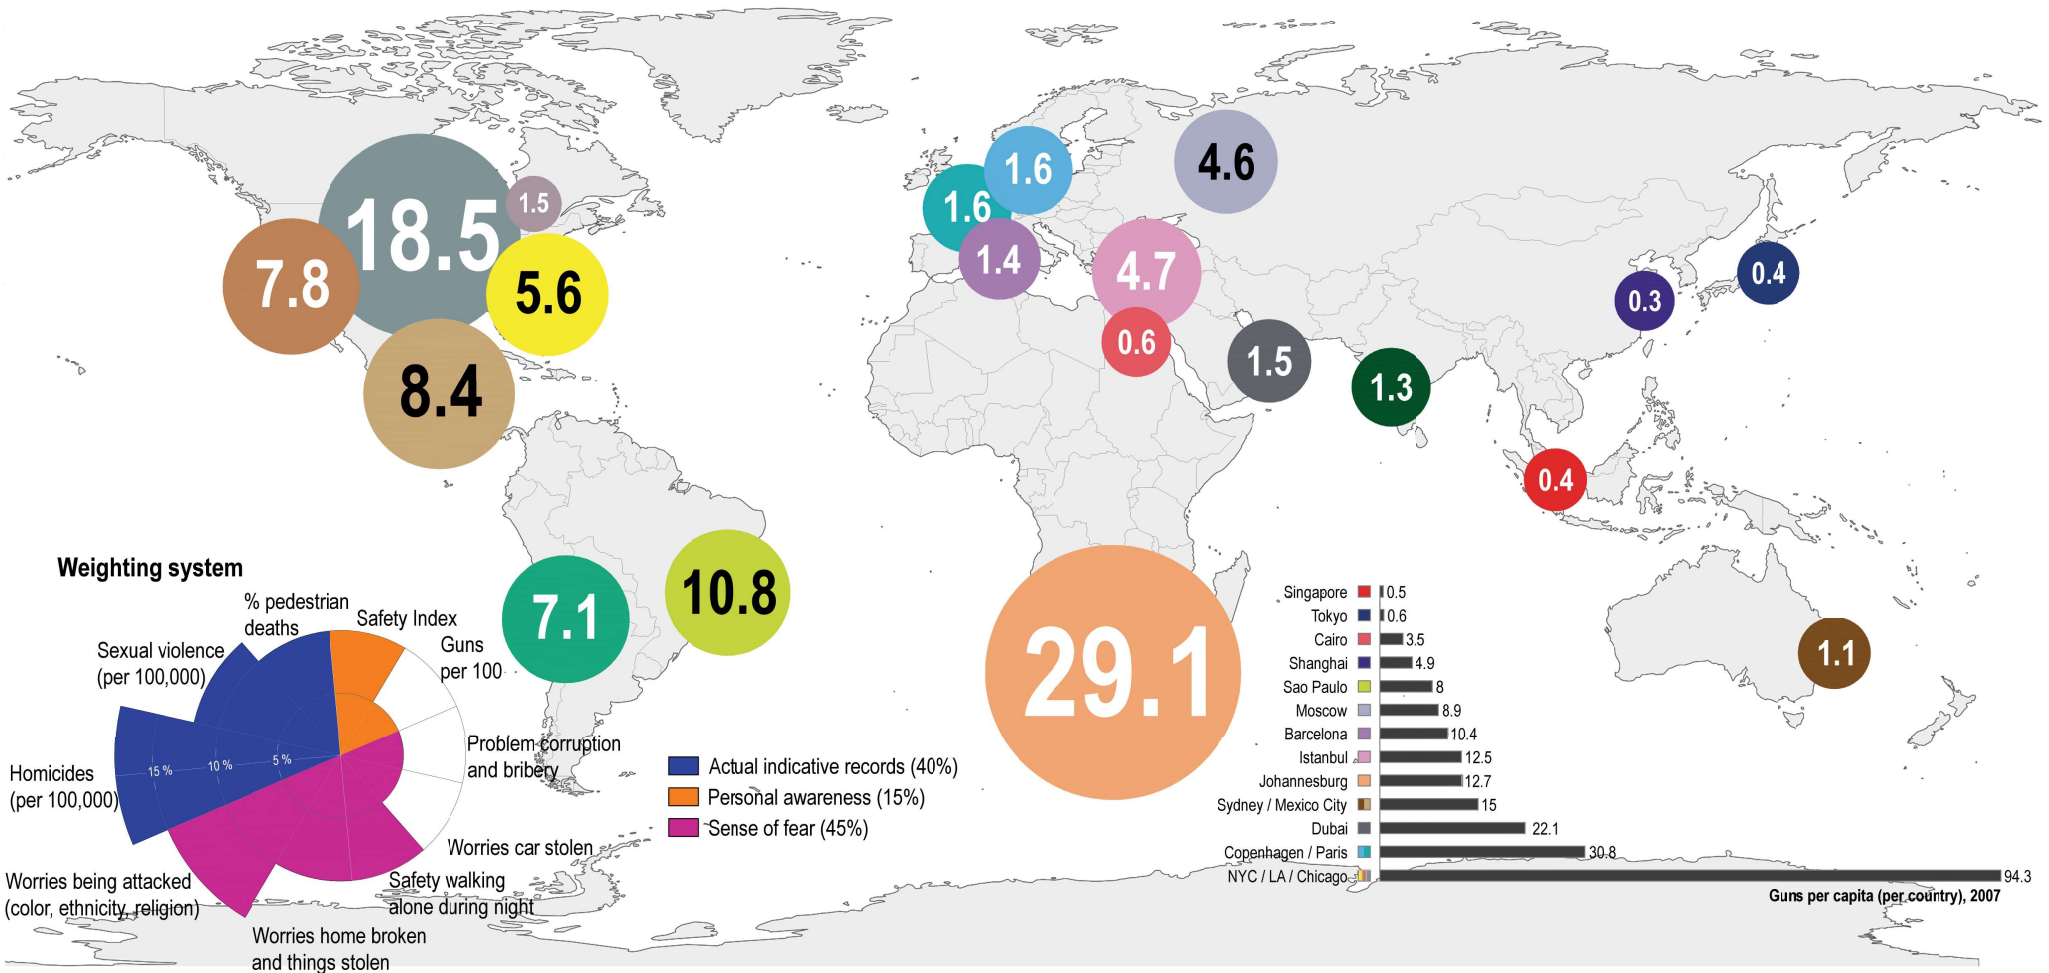 18.5
1.5
7.8
5.6
8.4
7.1
10.8
1.6
1.6
1.4
4.6
4.7
0.6
1.5
1.3
0.3
0.4
0.4
29.1
1.1
Weighting system
% pedestrian
deaths
Safety Index
Guns
per 100
Sexual violence
(per 100,000)
Problem corruption
and bribery
Homicides
(per 100,000)
15 %
10 %
5 %
Worries car stolen
Worries being attacked
(color, ethnicity, religion)
Safety walking
alone during night
Worries home broken
and things stolen
Actual indicative records (40%)
Personal awareness (15%)
Sense of fear (45%)
Singapore 0.5
Tokyo 0.6
Cairo 3.5
Shanghai 4.9
Sao Paulo 8
Moscow 8.9
Barcelona 10.4
Istanbul 12.5
Johannesburg 12.7
Sydney / Mexico City 15
Dubai 22.1
Copenhagen / Paris 30.8
NYC / LA / Chicago 94.3
Guns per capita (per country), 2007